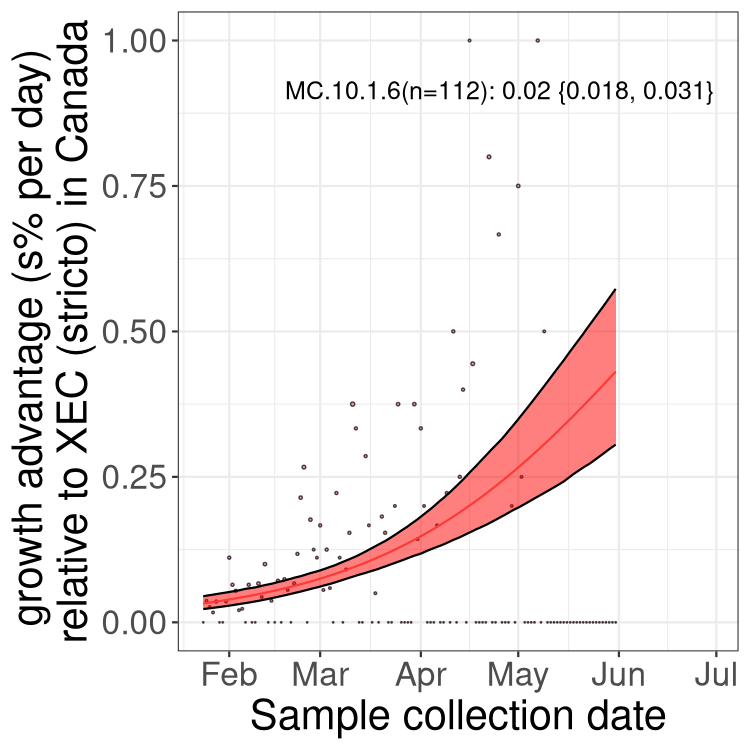 growth advantage (s% per day)
relative to XEC (stricto) in Canada
1.00
0.75
0.50
0.25
0.00
MC.10.1.6(n=112): 0.02 {0.018, 0.031}
Feb Mar Apr May Jun Jul
Sample collection date